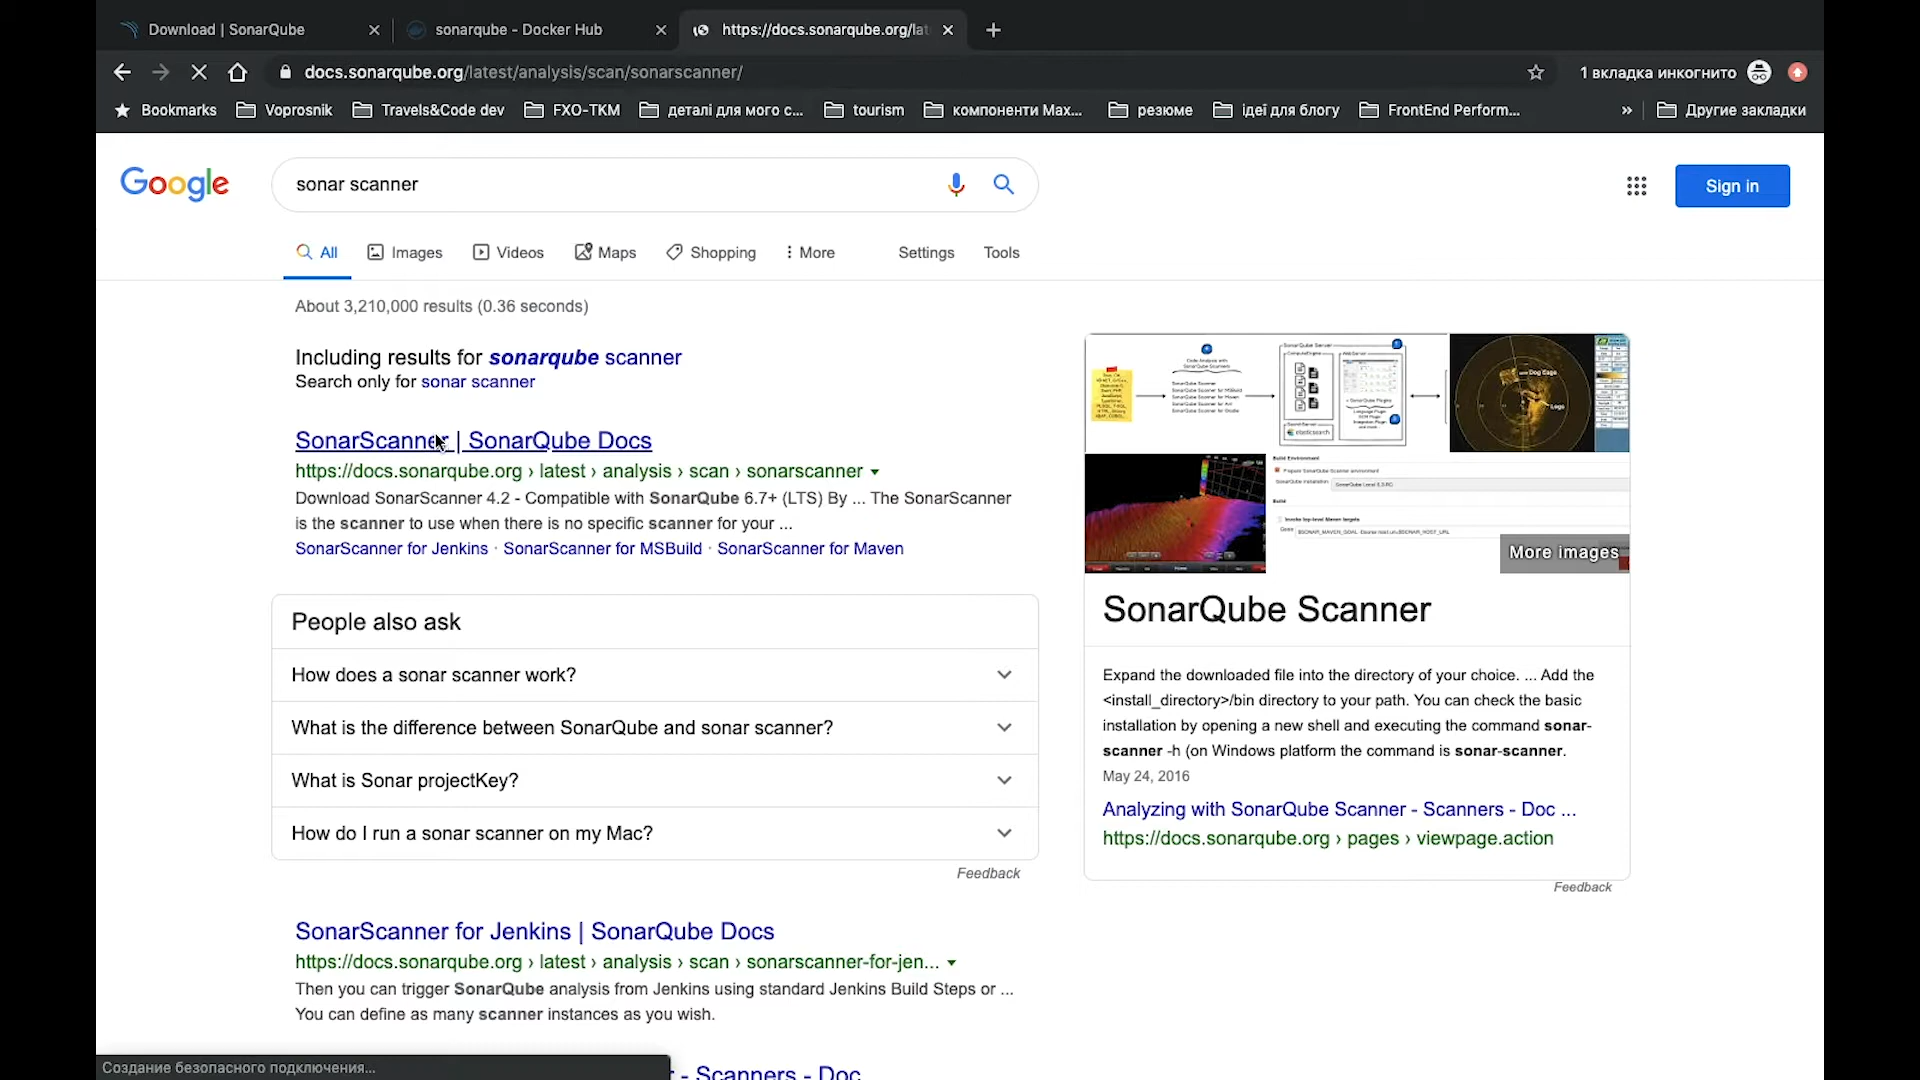 Download | SonarQube
sonarqube - Docker Hub
https://docs.sonarqube.org/lat
docs.sonarqube.org/latest/analysis/scan/sonarscanner/
1 вкладка инкогнито
Bookmarks
Voprosnik
Travels&Code dev
FXO-TKM
деталі для мого с...
tourism
компоненти Мах...
резюме
ідеї для блогу
FrontEnd Perform...
»
Другие закладки
Google
sonar scanner
Sign in
All
Images
Videos
Maps
Shopping
More
Settings
Tools
About 3,210,000 results (0.36 seconds)
Including results for sonarqube scanner
Search only for sonar scanner
SonarScanner | SonarQube Docs
https://docs.sonarqube.org › latest › analysis › scan › sonarscanner
Download SonarScanner 4.2 - Compatible with SonarQube 6.7+ (LTS) By ... The SonarScanner
is the scanner to use when there is no specific scanner for your ...
SonarScanner for Jenkins · SonarScanner for MSBuild · SonarScanner for Maven
People also ask
How does a sonar scanner work?
What is the difference between SonarQube and sonar scanner?
What is Sonar projectKey?
How do I run a sonar scanner on my Mac?
Feedback
SonarScanner for Jenkins | SonarQube Docs
https://docs.sonarqube.org › latest › analysis › scan › sonarscanner-for-jen...
Then you can trigger SonarQube analysis from Jenkins using standard Jenkins Build Steps or ...
You can define as many scanner instances as you wish.
- Scanners - Doc
More images
SonarQube Scanner
Expand the downloaded file into the directory of your choice. ... Add the
<install_directory>/bin directory to your path. You can check the basic
installation by opening a new shell and executing the command sonar-
scanner -h (on Windows platform the command is sonar-scanner.
May 24, 2016
Analyzing with SonarQube Scanner - Scanners - Doc ...
https://docs.sonarqube.org › pages › viewpage.action
Feedback
Создание безопасного подключения...